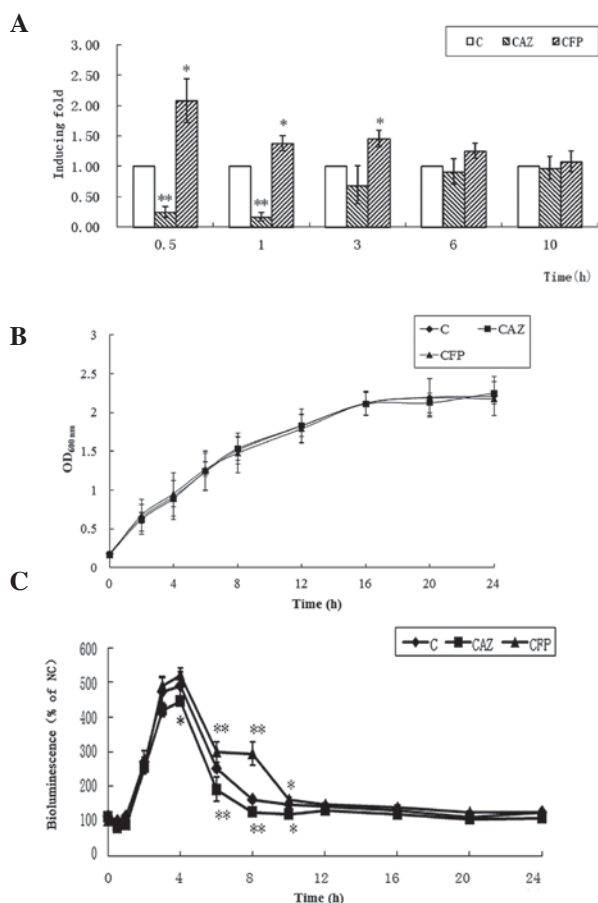 A
C CAZ CFP
3.00
2.50
2.00
1.50
1.00
0.50
0.00
Inducing fold
*
**
*
**
*
0.5 1 3 6 10
Time(h)
B
C CAZ
CFP
3
2.5
2
1.5
1
0.5
0
OD600 nm
0 2 4 6 8 12 16 20 24
Time (h)
C
C CAZ CFP
600
500
400
300
200
100
0
Bioluminescence (% of NC)
** **
*
*
**
** *
0 4 8 12 16 20 24
Time (h)